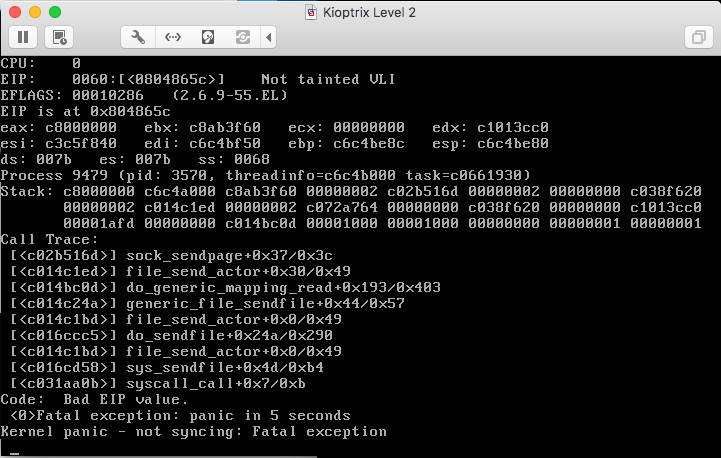 Kioptrix Level 2
CPU:    0
EIP:    0060:[<0804865c>]    Not tainted VLI
EFLAGS: 00010286   (2.6.9-55.EL)
EIP is at 0x804865c
eax: c8000000   ebx: c8ab3f60   ecx: 00000000   edx: c1013cc0
esi: c3c5f840   edi: c6c4bf50   ebp: c6c4be8c   esp: c6c4be80
ds: 007b   es: 007b   ss: 0068
Process 9479 (pid: 3570, threadinfo=c6c4b000 task=c0661930)
Stack: c8000000 c6c4a000 c8ab3f60 00000002 c02b516d 00000002 00000000 c038f620
       00000002 c014c1ed 00000002 c072a764 00000000 c038f620 00000000 c1013cc0
       00001afd 00000000 c014bc0d 00001000 00001000 00000000 00000001 00000001
Call Trace:
 [<c02b516d>] sock_sendpage+0x37/0x3c
 [<c014c1ed>] file_send_actor+0x30/0x49
 [<c014bc0d>] do_generic_mapping_read+0x193/0x403
 [<c014c24a>] generic_file_sendfile+0x44/0x57
 [<c014c1bd>] file_send_actor+0x0/0x49
 [<c016ccc5>] do_sendfile+0x24a/0x290
 [<c014c1bd>] file_send_actor+0x0/0x49
 [<c016cd58>] sys_sendfile+0x4d/0xb4
 [<c031aa0b>] syscall_call+0x7/0xb
Code:  Bad EIP value.
 <0>Fatal exception: panic in 5 seconds
Kernel panic - not syncing: Fatal exception